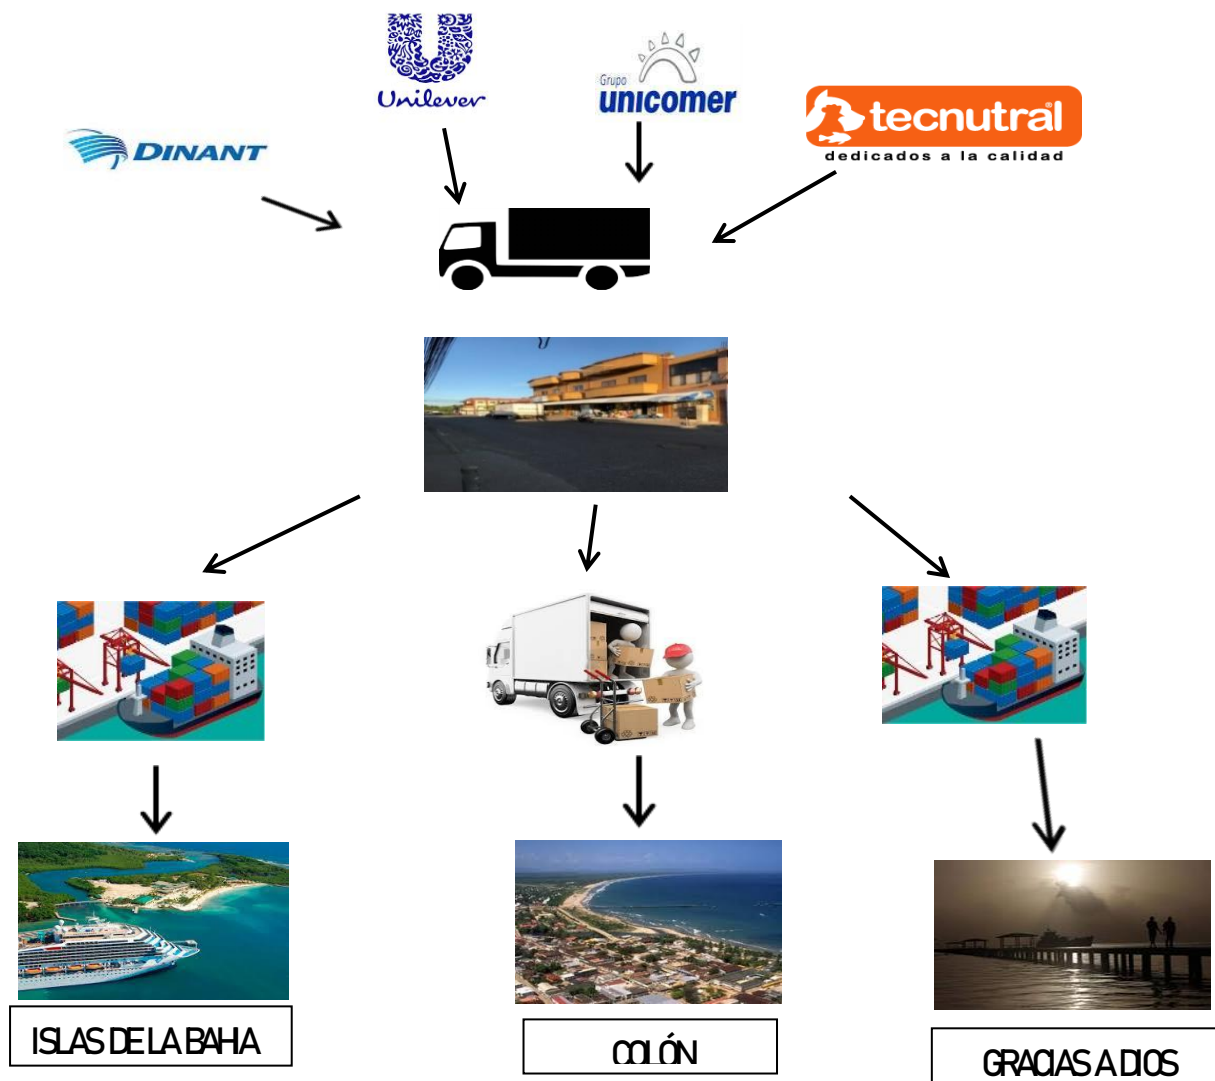 Unilever
Grupo
unicomer
tecnutral
dedicados a la calidad
DINANT
ISLAS DE LA BAHIA
COLÓN
GRACIAS A DIOS